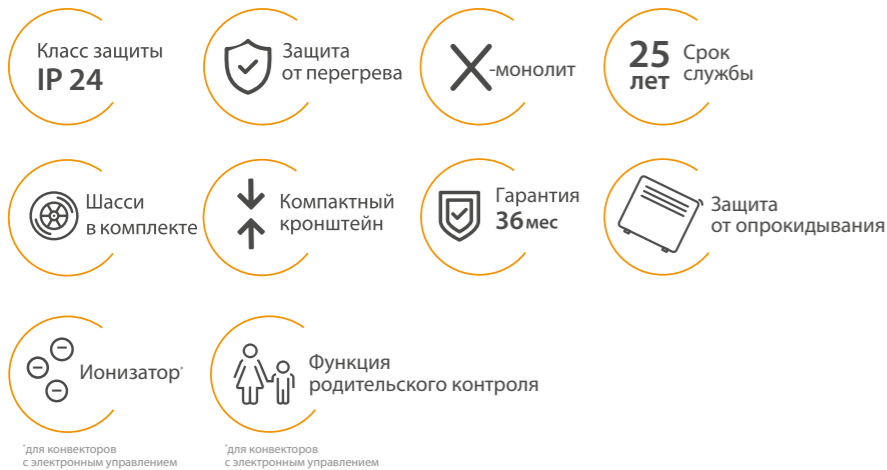 Класс защиты
IP 24
Защита
от перегрева
X-монолит
25
лет
Срок
службы
Шасси
в комплекте
Компактный
кронштейн
Гарантия
36 мес
Защита
от опрокидывания
Ионизатор*
*для конвекторов
с электронным управлением
Функция
родительского контроля
*для конвекторов
с электронным управлением